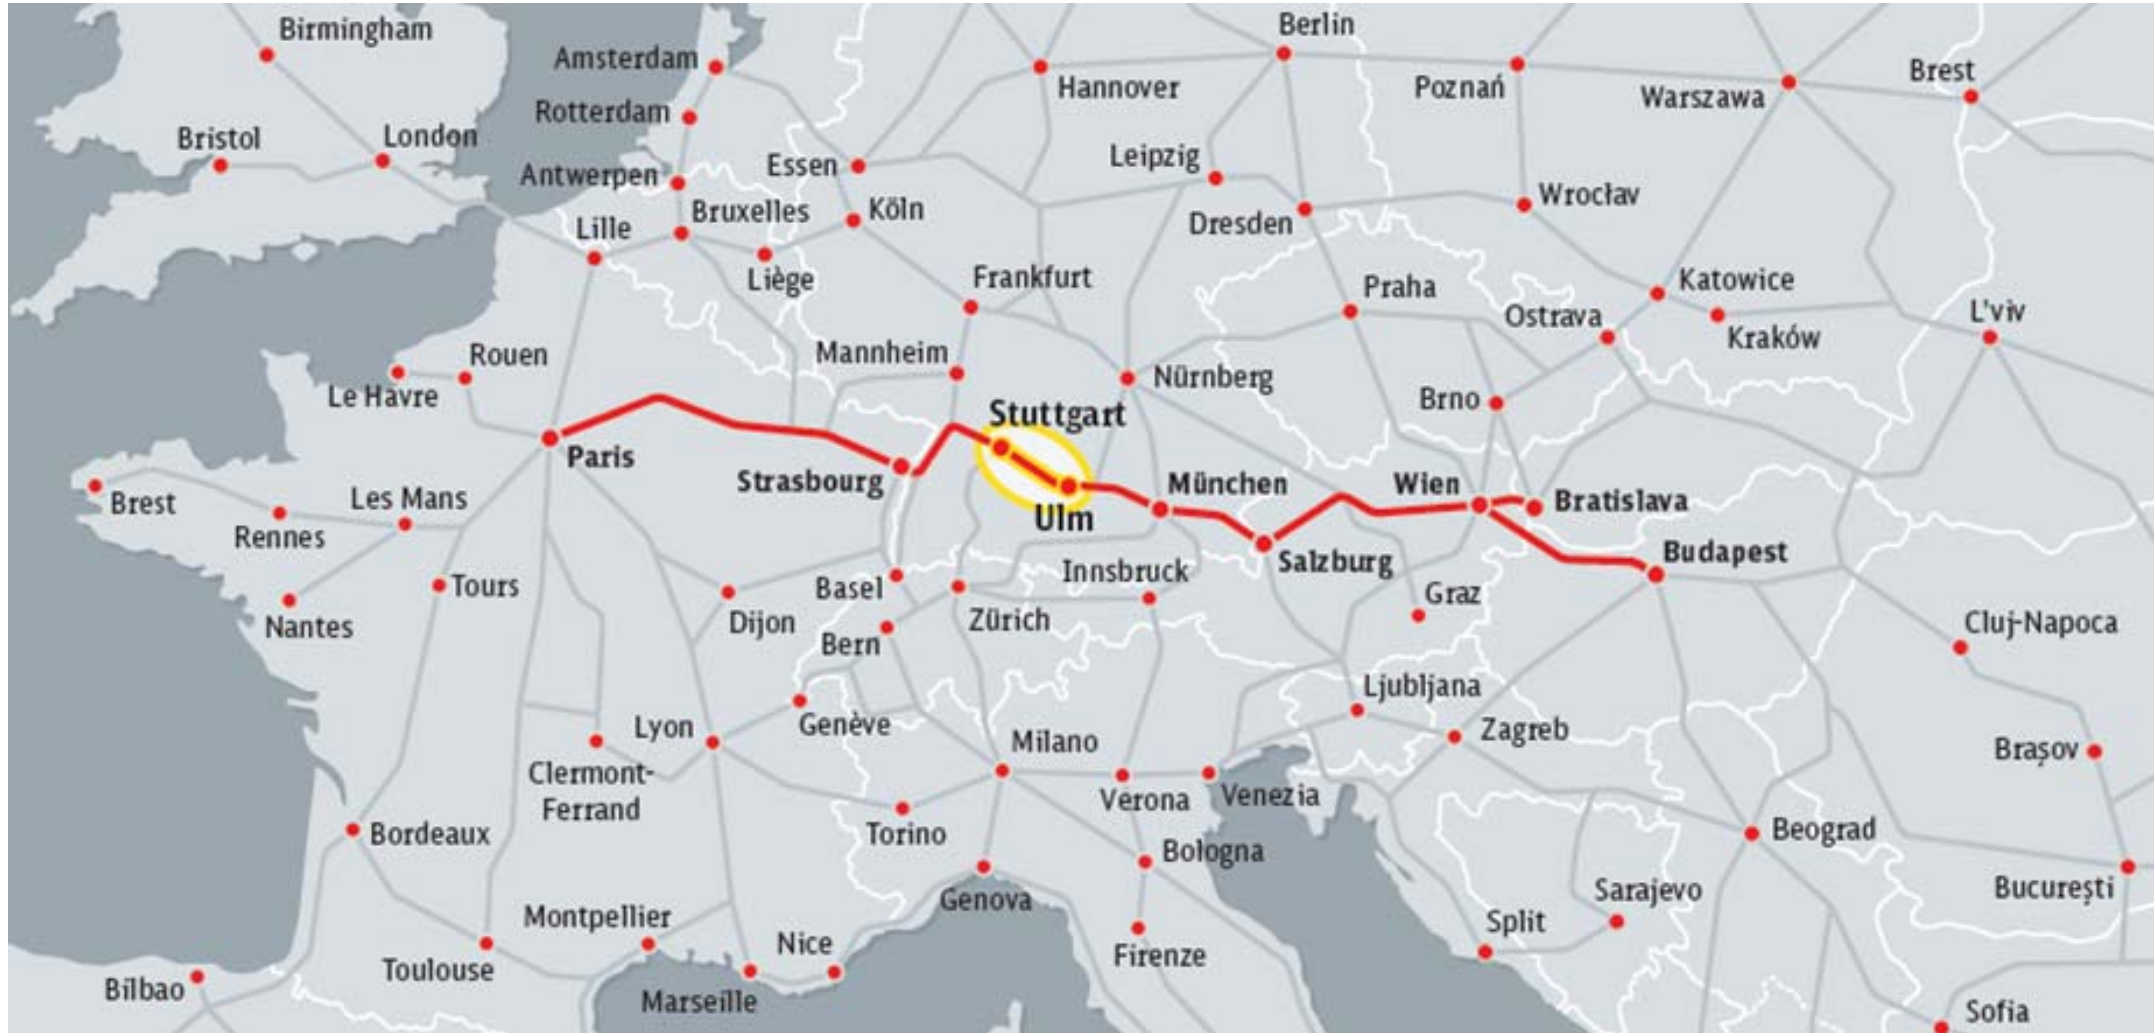 Birmingham
Berlin
Amsterdam
Hannover
Poznań
Warszawa
Brest
Rotterdam
Bristol
London
Essen
Leipzig
Antwerpen
Wrocław
Bruxelles
Köln
Dresden
Lille
Liège
Frankfurt
Praha
Katowice
Ostrava
L'viv
Kraków
Rouen
Mannheim
Nürnberg
Le Havre
Brno
Stuttgart
Paris
Strasbourg
München
Wien
Bratislava
Brest
Les Mans
Ulm
Rennes
Salzburg
Budapest
Innsbruck
Tours
Basel
Graz
Nantes
Dijon
Zürich
Cluj-Napoca
Bern
Ljubljana
Lyon
Genève
Zagreb
Milano
Brașov
Clermont-
Ferrand
Verona
Venezia
Bordeaux
Torino
Beograd
Bologna
București
Genova
Sarajevo
Montpellier
Split
Nice
Firenze
Toulouse
Bilbao
Marseille
Sofia